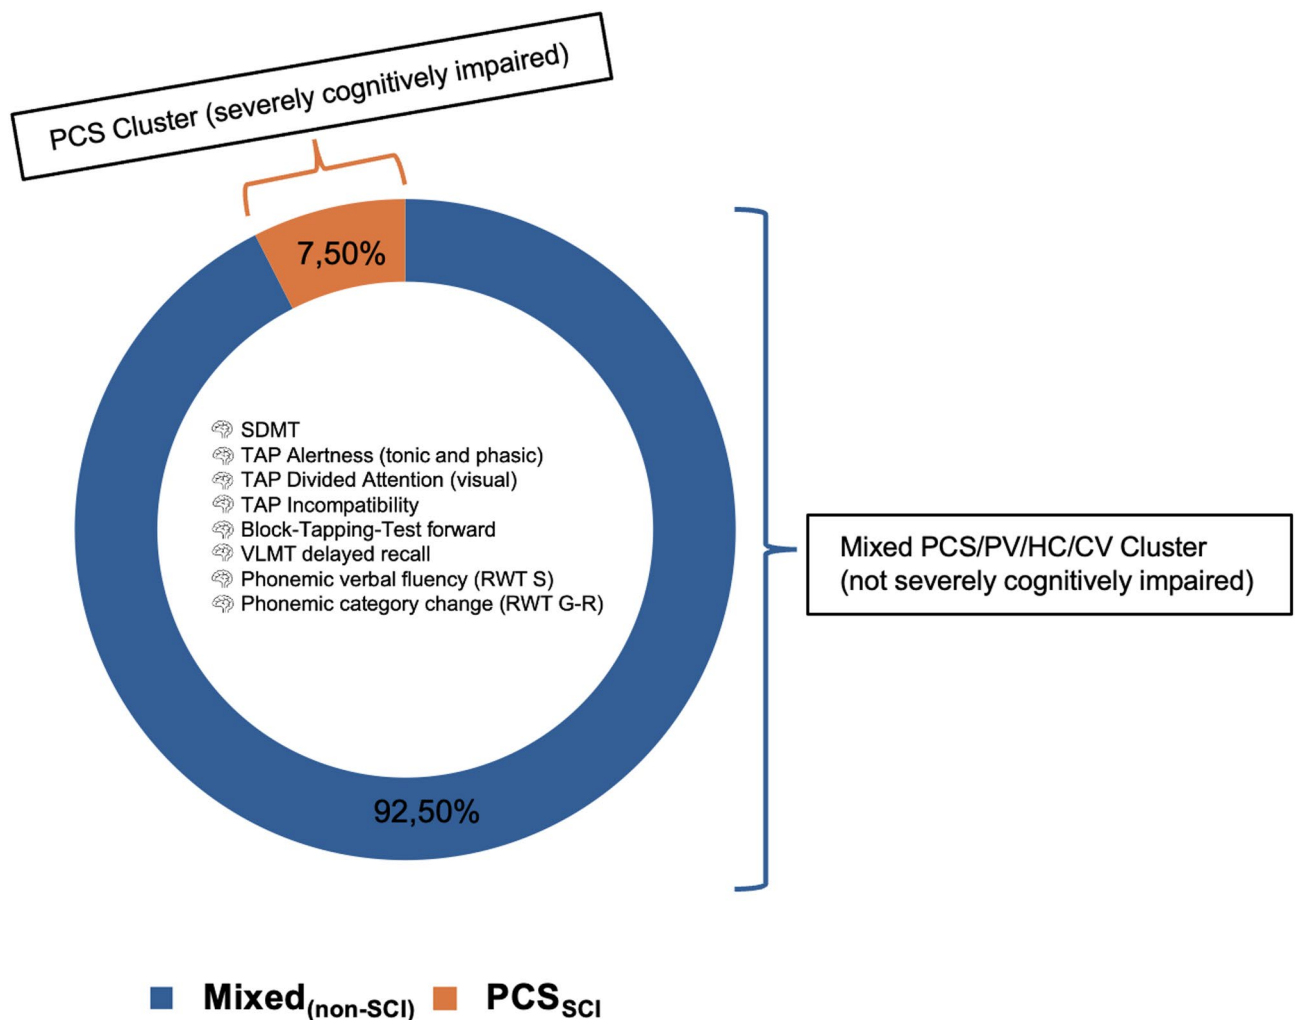 PCS Cluster (severely cognitively impaired)
7,50%
SDMT
TAP Alertness (tonic and phasic)
TAP Divided Attention (visual)
TAP Incompatibility
Block-Tapping-Test forward
VLMT delayed recall
Phonemic verbal fluency (RWT S)
Phonemic category change (RWT G-R)
Mixed PCS/PV/HC/CV Cluster
(not severely cognitively impaired)
92,50%
Mixed(non-SCI) PCSSCI